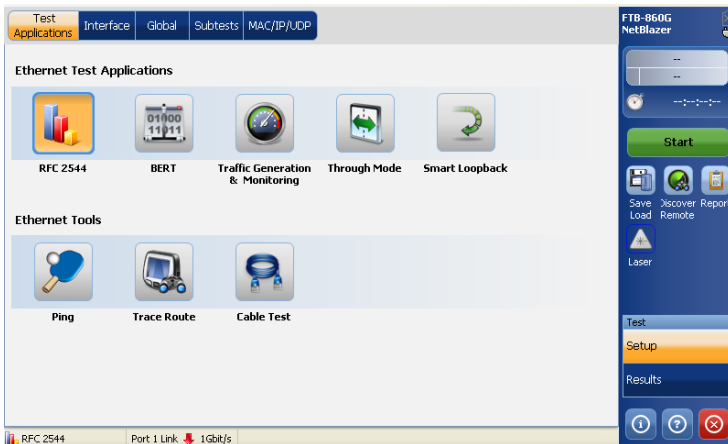 Test
Applications
Interface
Global
Subtests
MAC/IP/UDP
Ethernet Test Applications
01000
11011
RFC 2544
BERT
Traffic Generation
& Monitoring
Through Mode
Smart Loopback
Ethernet Tools
Ping
Trace Route
Cable Test
RFC 2544
Port 1 Link
1Gbit/s
FTB-860G
NetBlazer
--
--
--:--:--:--
Start
Save
Load
Discover
Remote
Report
Laser
Test
Setup
Results